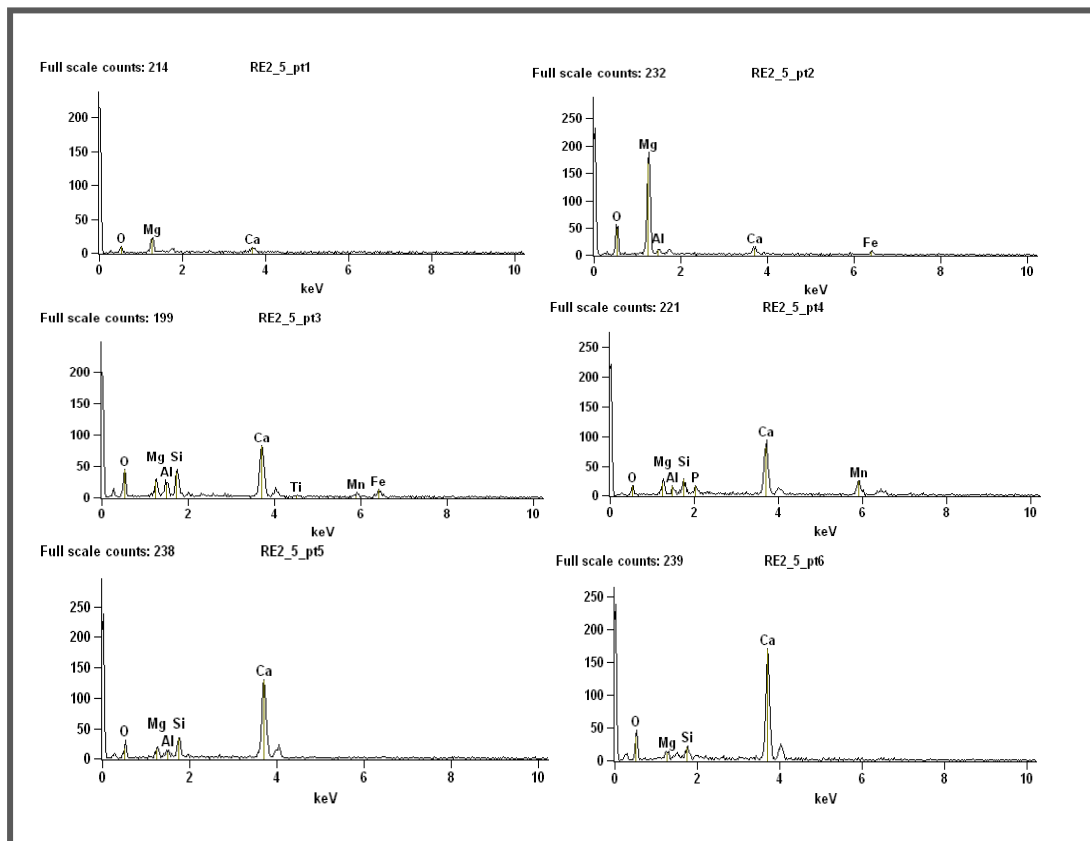 Full scale counts: 214 RE2_5_pt1
200
150
100
50
0
O Mg Ca
0 2 4 6 8 10
keV
Full scale counts: 232 RE2_5_pt2
250
200
150
100
50
0
O Mg Al Ca Fe
0 2 4 6 8 10
keV
Full scale counts: 199 RE2_5_pt3
200
150
100
50
0
O Mg Al Si Ca Ti Mn Fe
0 2 4 6 8 10
keV
Full scale counts: 221 RE2_5_pt4
250
200
150
100
50
0
O Mg Al Si P Ca Mn
0 2 4 6 8 10
keV
Full scale counts: 238 RE2_5_pt5
250
200
150
100
50
0
O Mg Al Si Ca
0 2 4 6 8 10
keV
Full scale counts: 239 RE2_5_pt6
250
200
150
100
50
0
O Mg Si Ca
0 2 4 6 8 10
keV